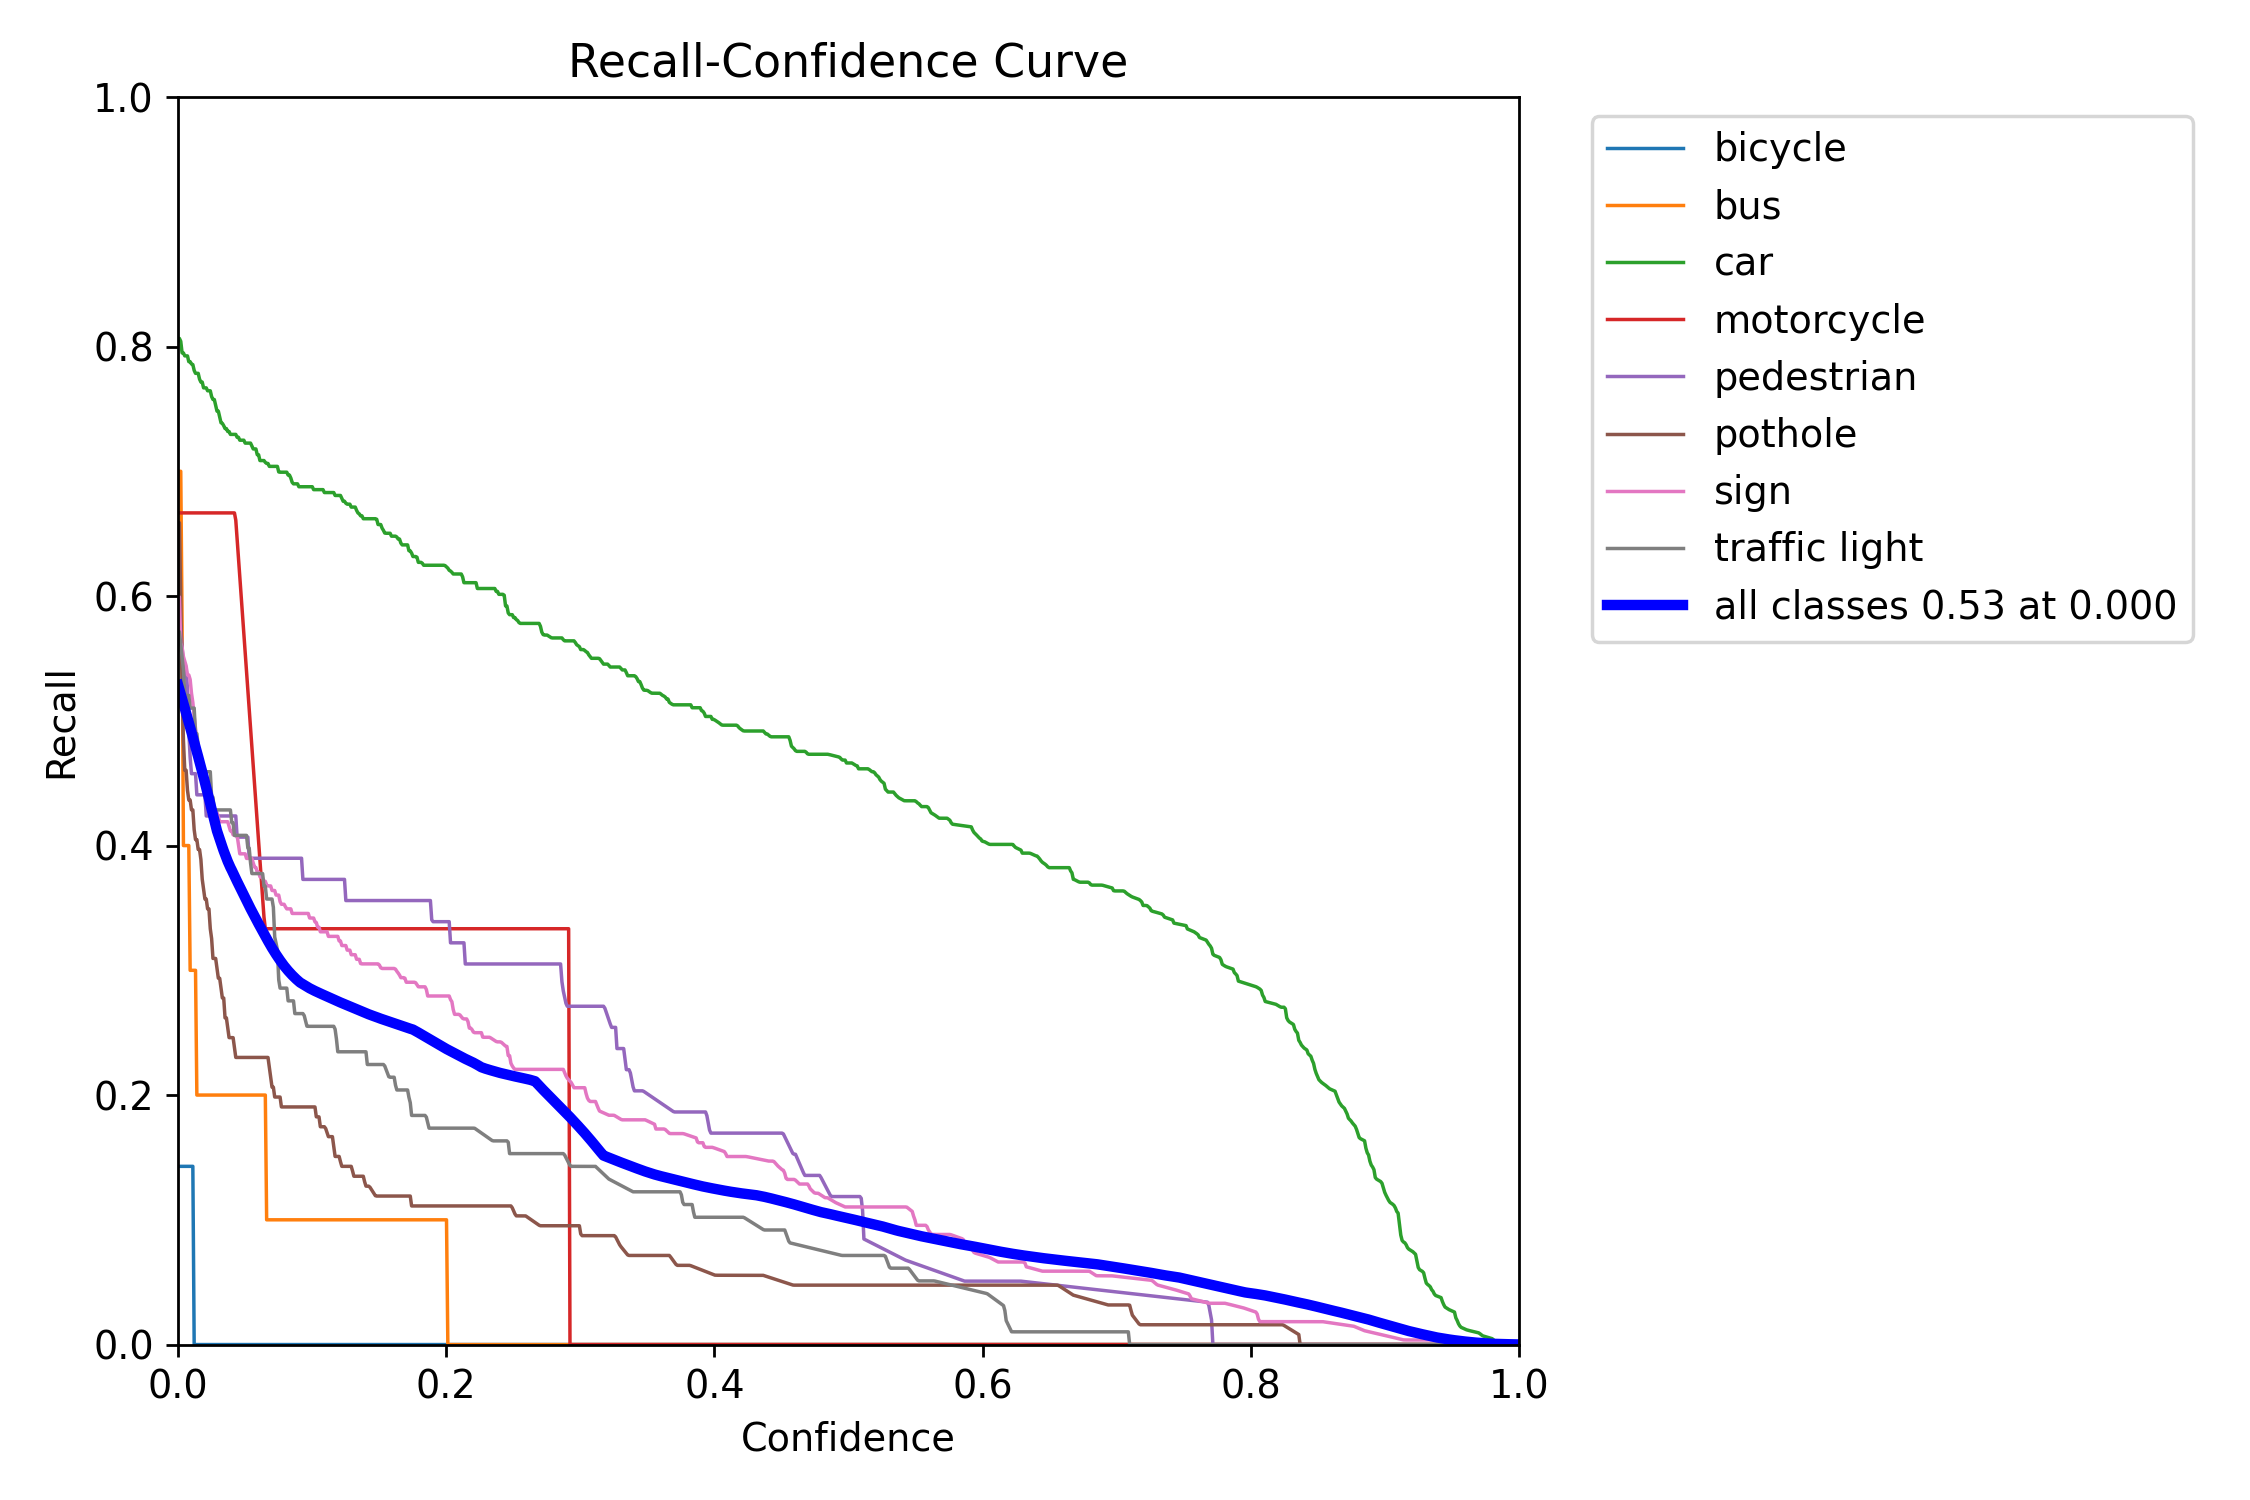 Recall-Confidence Curve
1.0
0.8
0.6
0.4
0.2
0.0
Recall
0.0 0.2 0.4 0.6 0.8 1.0
Confidence
bicycle
bus
car
motorcycle
pedestrian
pothole
sign
traffic light
all classes 0.53 at 0.000